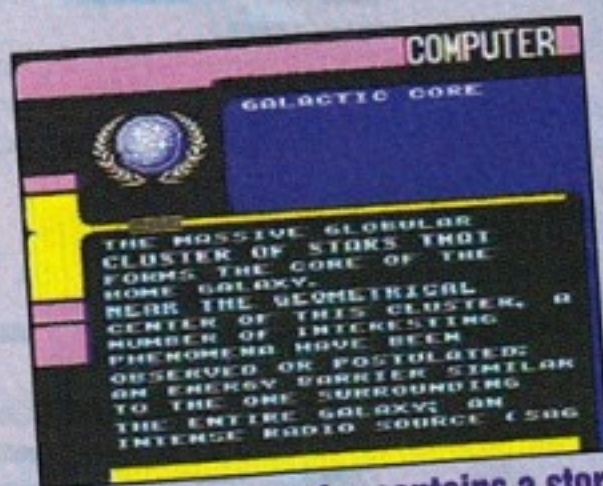 COMPUTER
GALACTIC CORE
THE MASSIVE GLOBULAR
CLUSTER OF STARS THAT
FORMS THE CORE OF THE
HOME GALAXY.
NEAR THE GEOMETRICAL
CENTER OF THIS CLUSTER, A
NUMBER OF INTERESTING
PHENOMENA HAVE BEEN
OBSERVED OR POSTULATED:
AN ENERGY BARRIER SIMILAR
TO THE ONE SURROUNDING
THE ENTIRE GALAXY; AN
INTENSE RADIO SOURCE (SAG
contains a stor